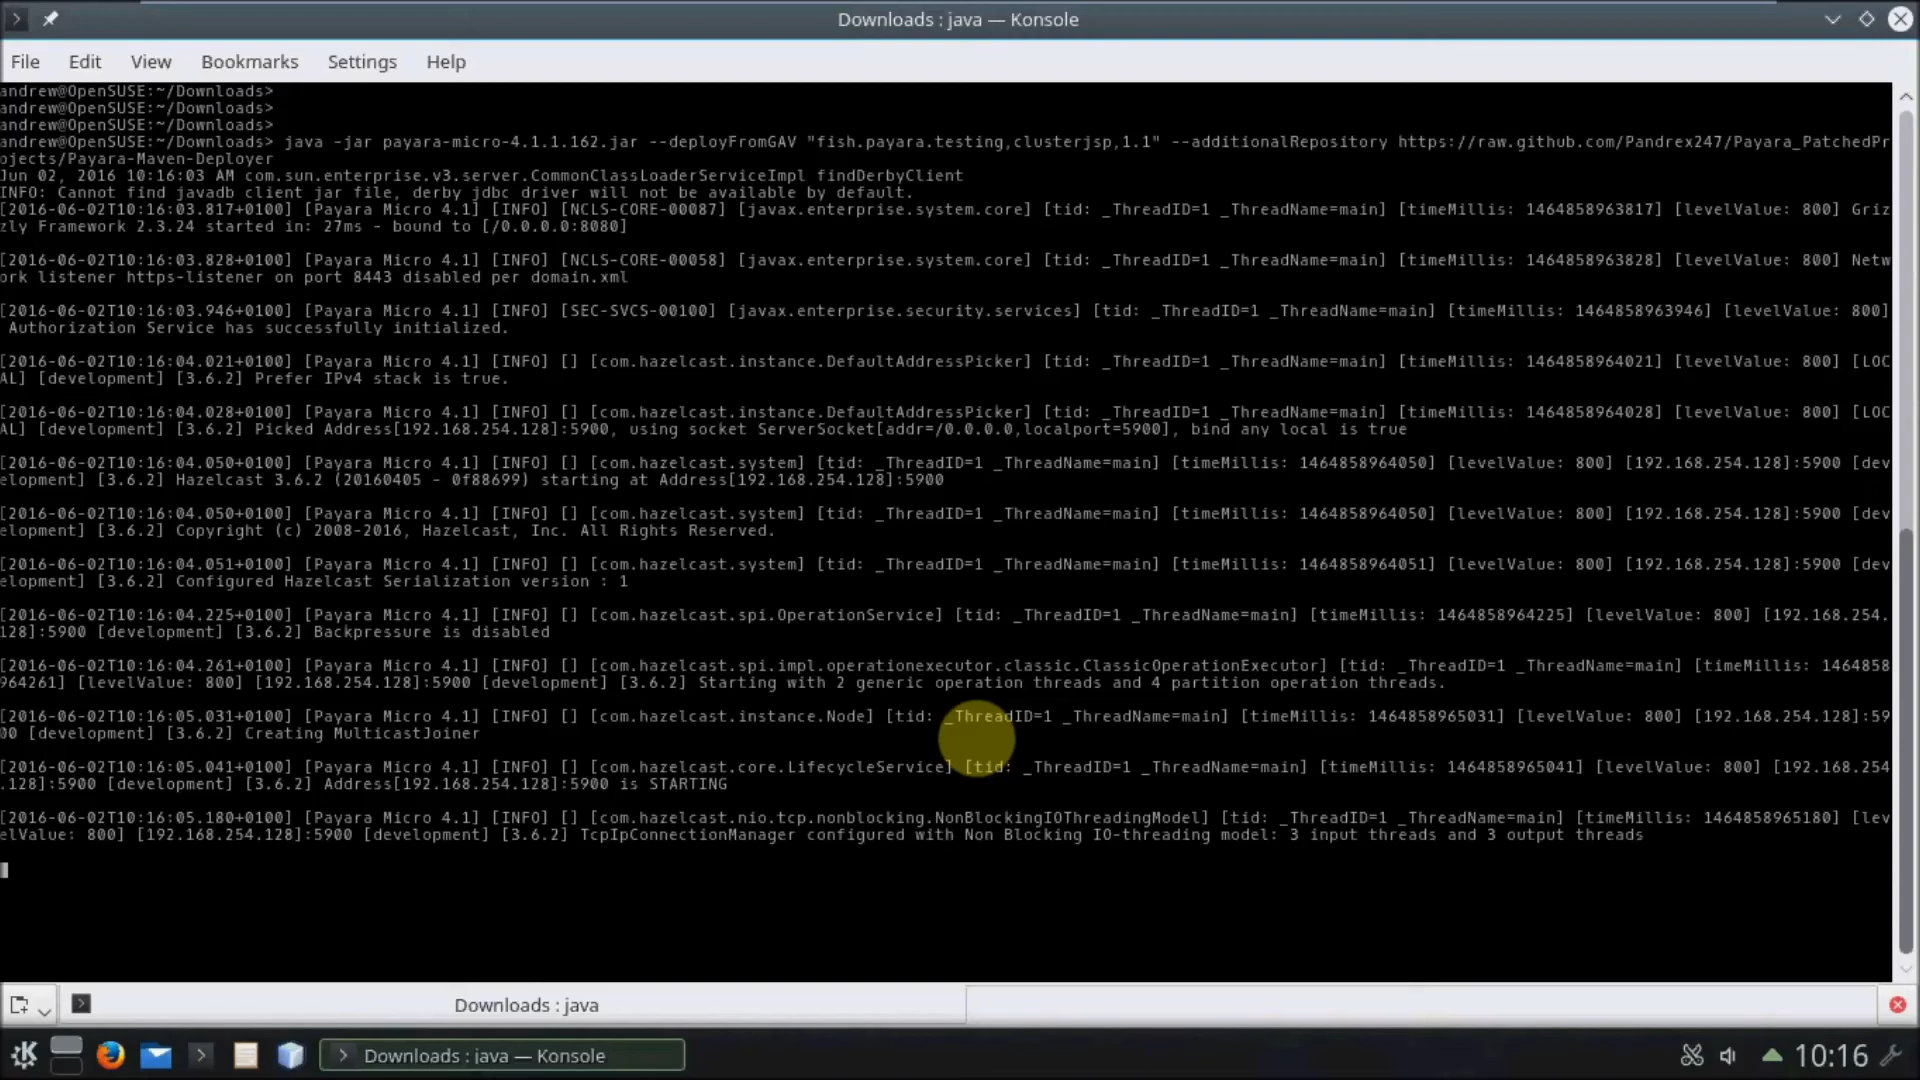 Downloads : java — Konsole
File Edit View Bookmarks Settings Help
andrew@OpenSUSE:~/Downloads>
andrew@OpenSUSE:~/Downloads>
andrew@OpenSUSE:~/Downloads>
andrew@OpenSUSE:~/Downloads> java -jar payara-micro-4.1.1.162.jar --deployFromGAV "fish.payara.testing,clusterjsp,1.1" --additionalRepository https://raw.github.com/Pandrex247/Payara_PatchedPr
ojects/Payara-Maven-Deployer
Jun 02, 2016 10:16:03 AM com.sun.enterprise.v3.server.CommonClassLoaderServiceImpl findDerbyClient
INFO: Cannot find javadb client jar file, derby jdbc driver will not be available by default.
[2016-06-02T10:16:03.817+0100] [Payara Micro 4.1] [INFO] [NCLS-CORE-00087] [javax.enterprise.system.core] [tid: _ThreadID=1 _ThreadName=main] [timeMillis: 1464858963817] [levelValue: 800] Griz
zly Framework 2.3.24 started in: 27ms - bound to [/0.0.0.0:8080]
[2016-06-02T10:16:03.828+0100] [Payara Micro 4.1] [INFO] [NCLS-CORE-00058] [javax.enterprise.system.core] [tid: _ThreadID=1 _ThreadName=main] [timeMillis: 1464858963828] [levelValue: 800] Netw
ork listener https-listener on port 8443 disabled per domain.xml
[2016-06-02T10:16:03.946+0100] [Payara Micro 4.1] [INFO] [SEC-SVCS-00100] [javax.enterprise.security.services] [tid: _ThreadID=1 _ThreadName=main] [timeMillis: 1464858963946] [levelValue: 800]
Authorization Service has successfully initialized.
[2016-06-02T10:16:04.021+0100] [Payara Micro 4.1] [INFO] [] [com.hazelcast.instance.DefaultAddressPicker] [tid: _ThreadID=1 _ThreadName=main] [timeMillis: 1464858964021] [levelValue: 800] [LOC
AL] [development] [3.6.2] Prefer IPv4 stack is true.
[2016-06-02T10:16:04.028+0100] [Payara Micro 4.1] [INFO] [] [com.hazelcast.instance.DefaultAddressPicker] [tid: _ThreadID=1 _ThreadName=main] [timeMillis: 1464858964028] [levelValue: 800] [LOC
AL] [development] [3.6.2] Picked Address[192.168.254.128]:5900, using socket ServerSocket[addr=/0.0.0.0,localport=5900], bind any local is true
[2016-06-02T10:16:04.050+0100] [Payara Micro 4.1] [INFO] [] [com.hazelcast.system] [tid: _ThreadID=1 _ThreadName=main] [timeMillis: 1464858964050] [levelValue: 800] [192.168.254.128]:5900 [dev
elopment] [3.6.2] Hazelcast 3.6.2 (20160405 - 0f88699) starting at Address[192.168.254.128]:5900
[2016-06-02T10:16:04.050+0100] [Payara Micro 4.1] [INFO] [] [com.hazelcast.system] [tid: _ThreadID=1 _ThreadName=main] [timeMillis: 1464858964050] [levelValue: 800] [192.168.254.128]:5900 [dev
elopment] [3.6.2] Copyright (c) 2008-2016, Hazelcast, Inc. All Rights Reserved.
[2016-06-02T10:16:04.051+0100] [Payara Micro 4.1] [INFO] [] [com.hazelcast.system] [tid: _ThreadID=1 _ThreadName=main] [timeMillis: 1464858964051] [levelValue: 800] [192.168.254.128]:5900 [dev
elopment] [3.6.2] Configured Hazelcast Serialization version : 1
[2016-06-02T10:16:04.225+0100] [Payara Micro 4.1] [INFO] [] [com.hazelcast.spi.OperationService] [tid: _ThreadID=1 _ThreadName=main] [timeMillis: 1464858964225] [levelValue: 800] [192.168.254.
128]:5900 [development] [3.6.2] Backpressure is disabled
[2016-06-02T10:16:04.261+0100] [Payara Micro 4.1] [INFO] [] [com.hazelcast.spi.impl.operationexecutor.classic.ClassicOperationExecutor] [tid: _ThreadID=1 _ThreadName=main] [timeMillis: 1464858
964261] [levelValue: 800] [192.168.254.128]:5900 [development] [3.6.2] Starting with 2 generic operation threads and 4 partition operation threads.
[2016-06-02T10:16:05.031+0100] [Payara Micro 4.1] [INFO] [] [com.hazelcast.instance.Node] [tid: _ThreadID=1 _ThreadName=main] [timeMillis: 1464858965031] [levelValue: 800] [192.168.254.128]:59
00 [development] [3.6.2] Creating MulticastJoiner
[2016-06-02T10:16:05.041+0100] [Payara Micro 4.1] [INFO] [] [com.hazelcast.core.LifecycleService] [tid: _ThreadID=1 _ThreadName=main] [timeMillis: 1464858965041] [levelValue: 800] [192.168.254
.128]:5900 [development] [3.6.2] Address[192.168.254.128]:5900 is STARTING
[2016-06-02T10:16:05.180+0100] [Payara Micro 4.1] [INFO] [] [com.hazelcast.nio.tcp.nonblocking.NonBlockingIOThreadingModel] [tid: _ThreadID=1 _ThreadName=main] [timeMillis: 1464858965180] [lev
elValue: 800] [192.168.254.128]:5900 [development] [3.6.2] TcpIpConnectionManager configured with Non Blocking IO-threading model: 3 input threads and 3 output threads
Downloads : java
Downloads : java — Konsole
10:16